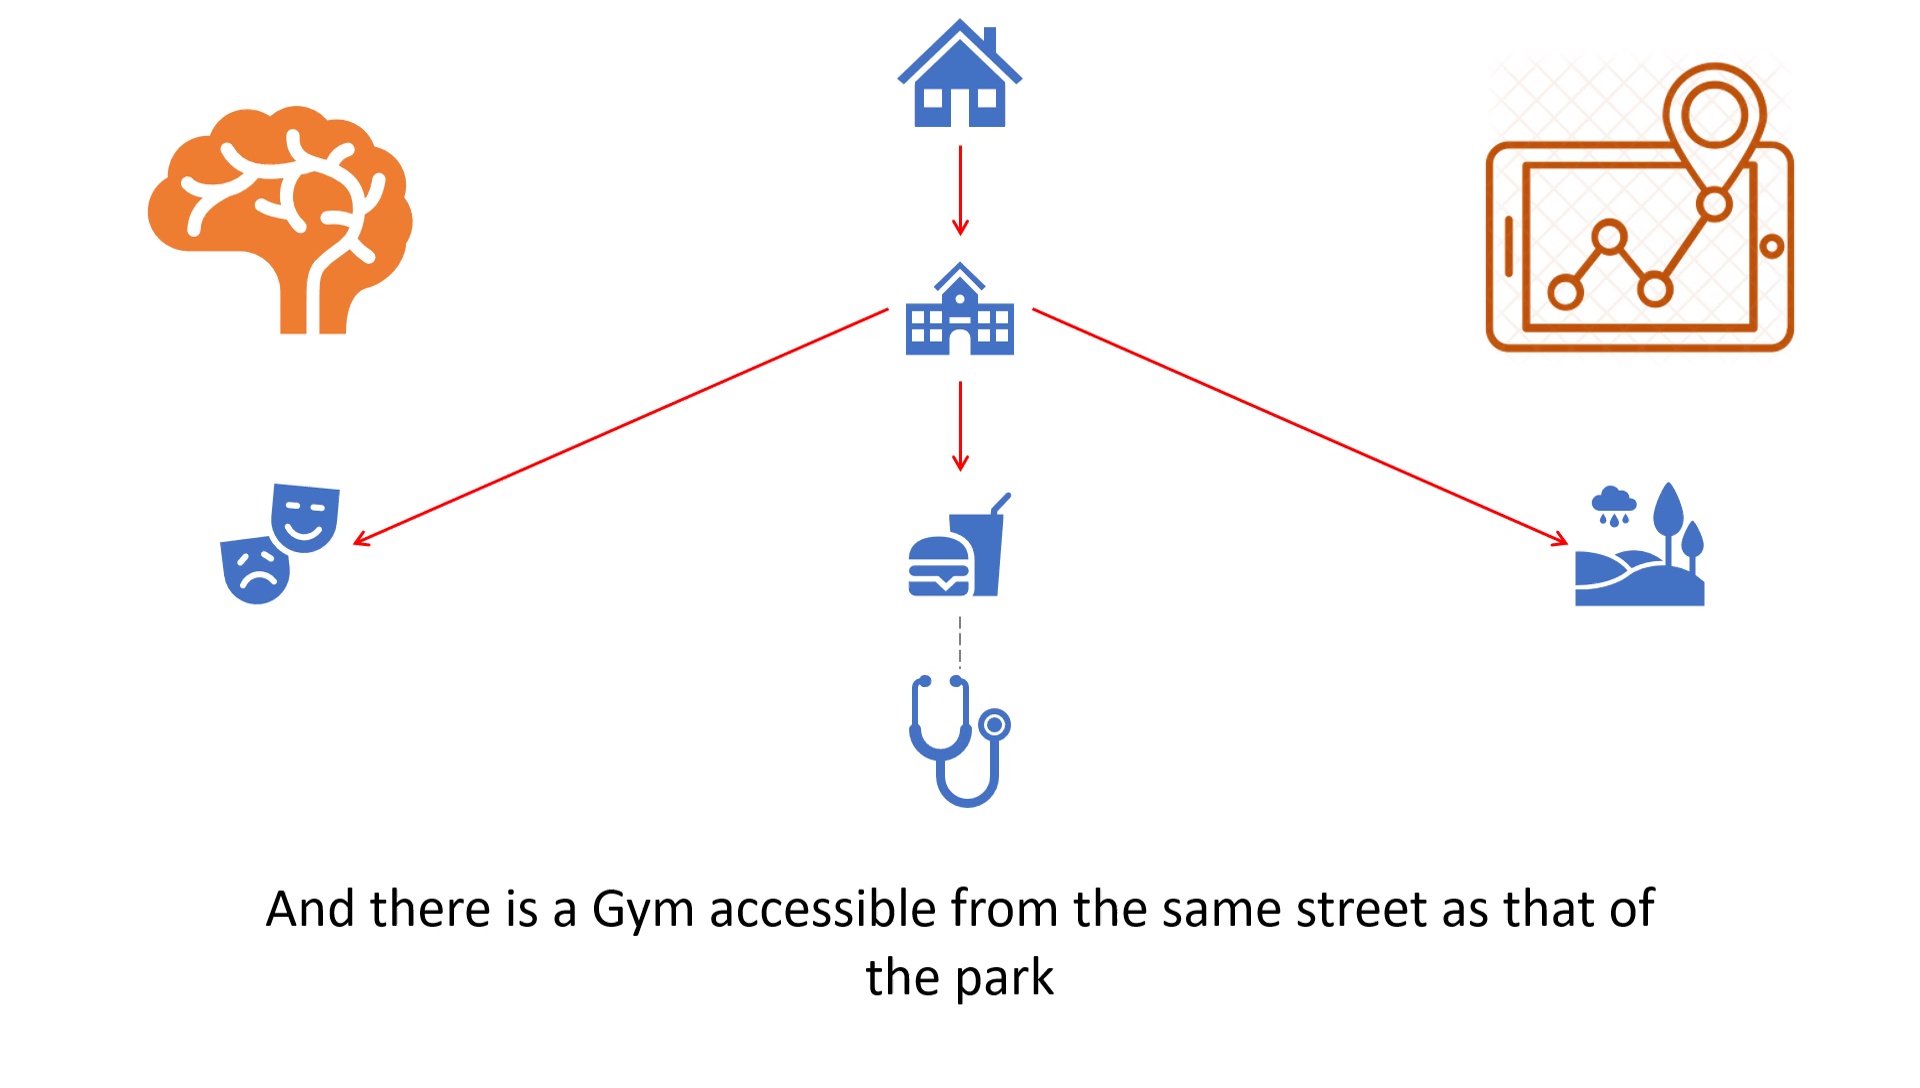 And there is a Gym accessible from the same street as that of
the park